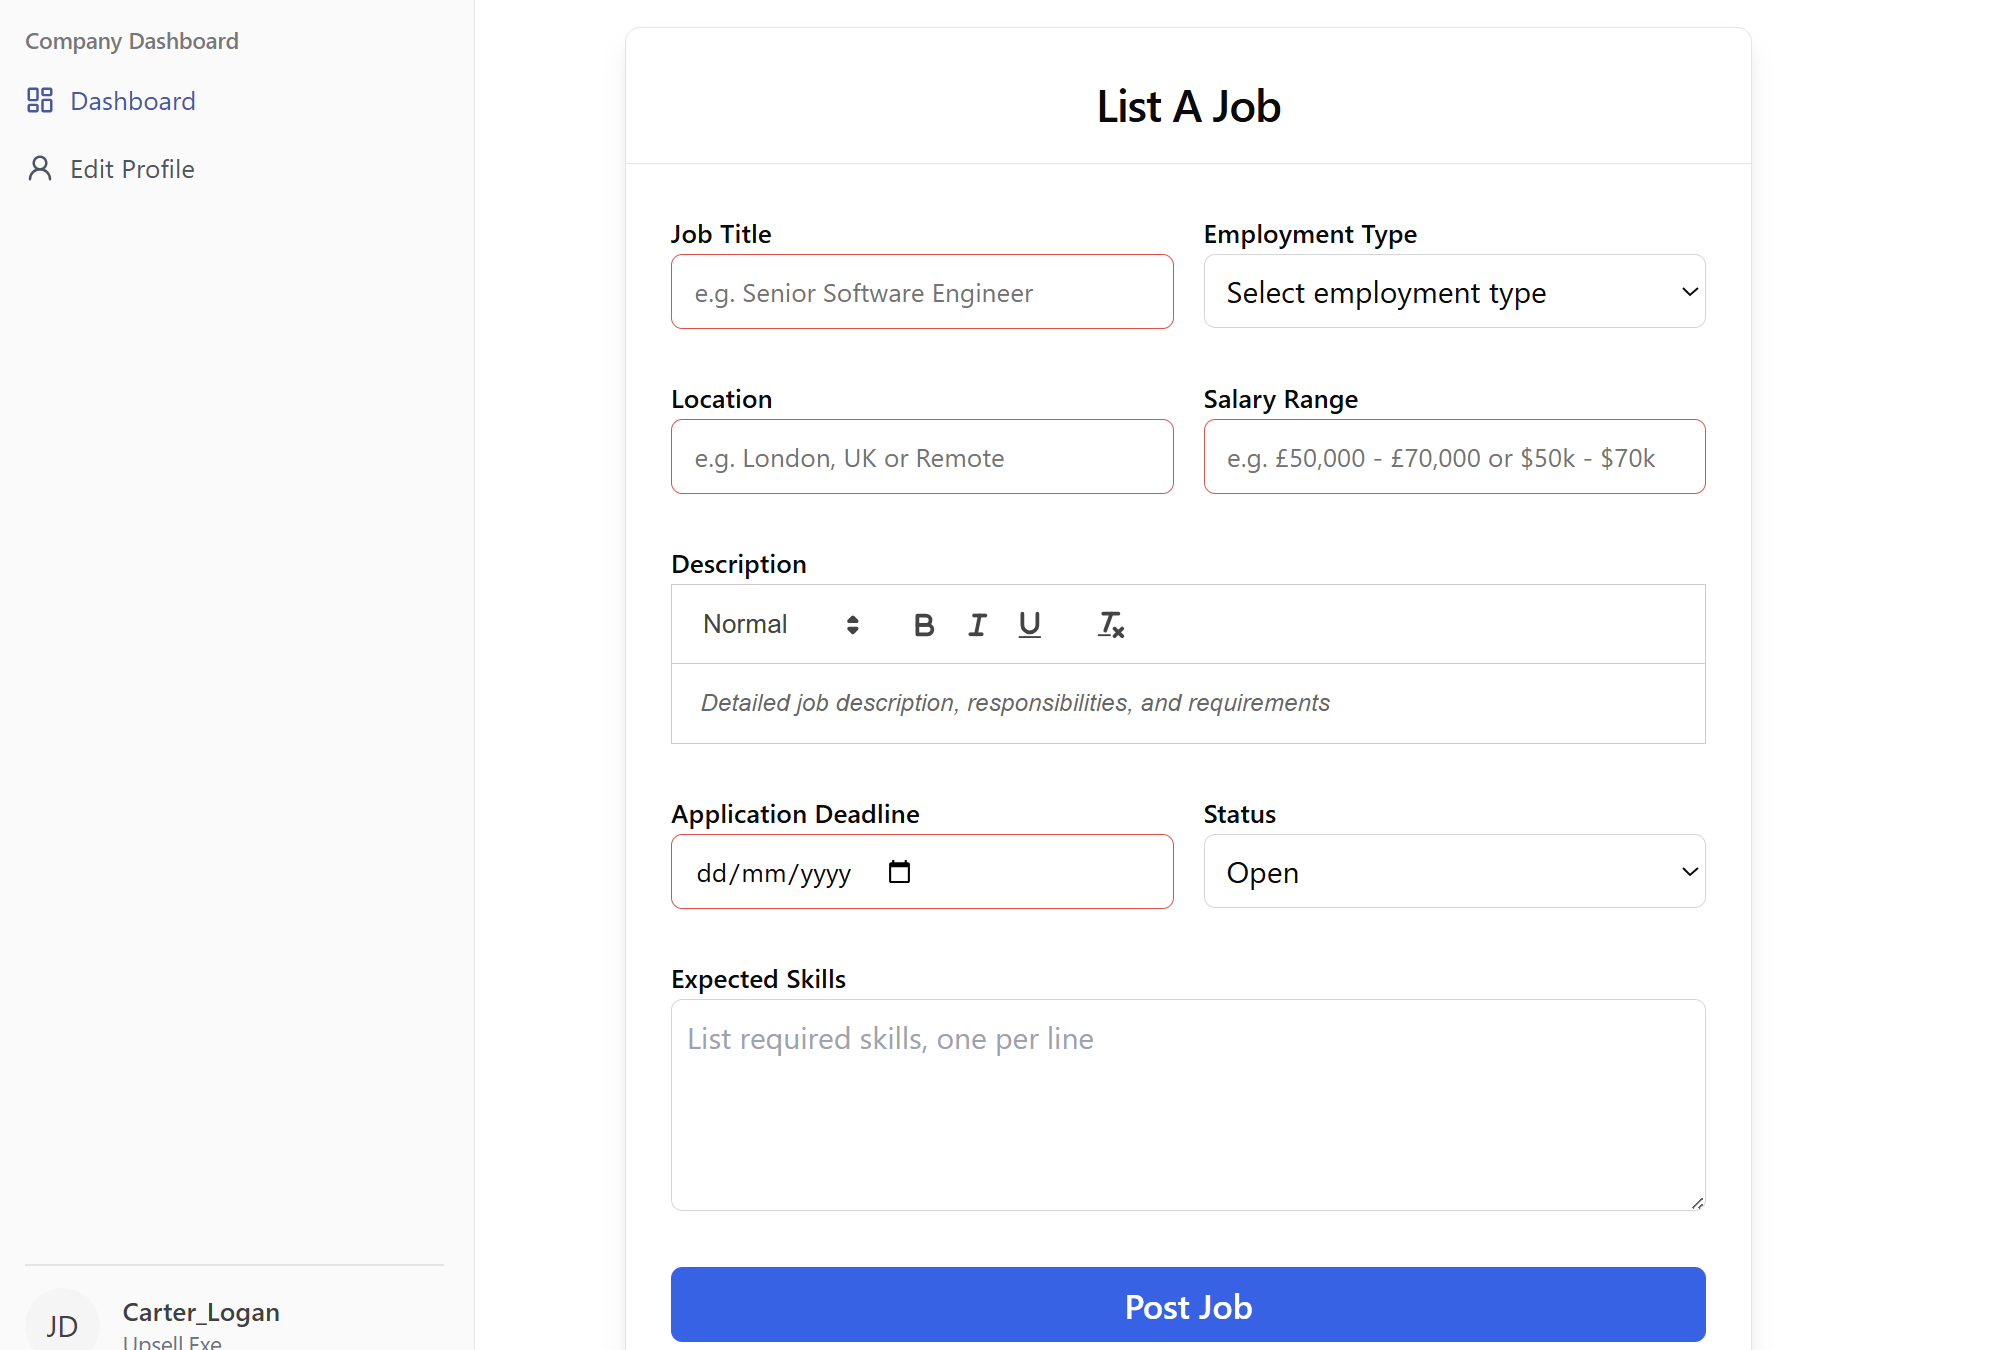 Company Dashboard
Dashboard
Edit Profile
List A Job
Job Title
Employment Type
e.g. Senior Software Engineer
Select employment type
Location
Salary Range
e.g. London, UK or Remote
e.g. £50,000 - £70,000 or $50k - $70k
Description
Normal
B I U Tx
Detailed job description, responsibilities, and requirements
Application Deadline
Status
dd/mm/yyyy
Open
Expected Skills
List required skills, one per line
Post Job
JD
Carter_Logan
Upsell Exe